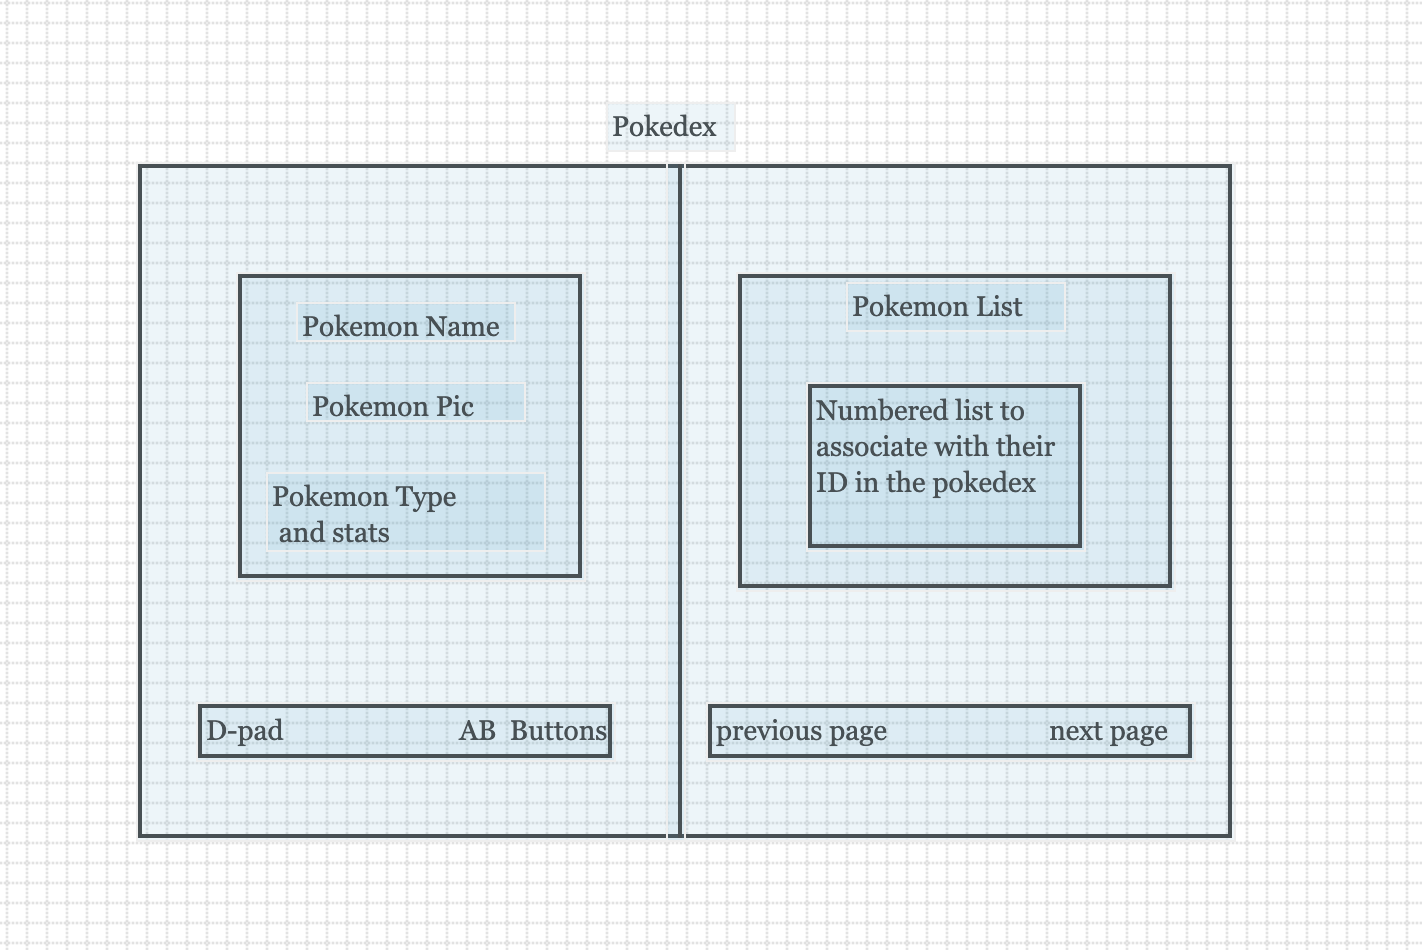 Pokedex
Pokemon Name
Pokemon Pic
Pokemon Type
and stats
D-pad AB Buttons
Pokemon List
Numbered list to
associate with their
ID in the pokedex
previous page next page